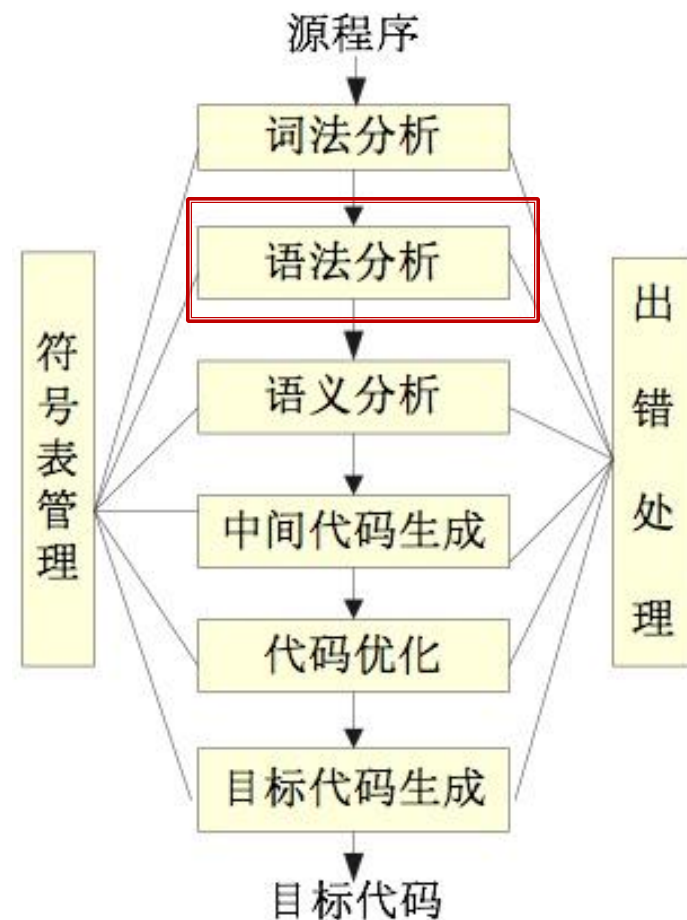 源程序
词法分析
语法分析
语义分析
中间代码生成
代码优化
目标代码生成
目标代码
符号表管理
出错处理